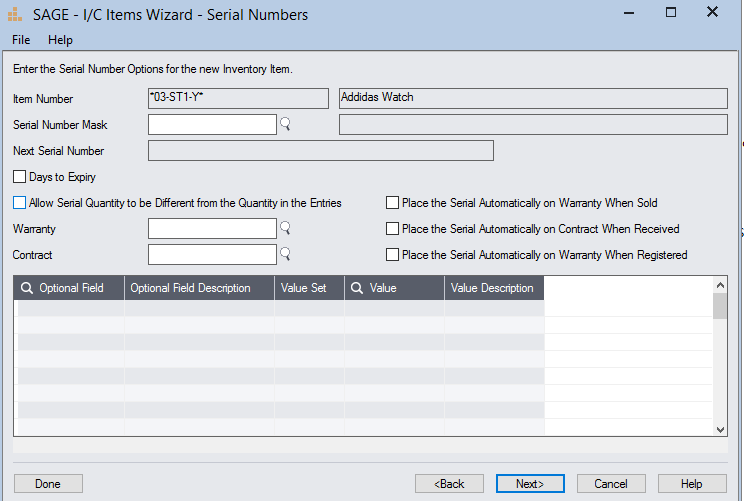 SAGE - I/C Items Wizard - Serial Numbers
File Help
Enter the Serial Number Options for the new Inventory Item.
Item Number *03-ST1-Y* Addidas Watch
Serial Number Mask
Next Serial Number
Days to Expiry
Allow Serial Quantity to be Different from the Quantity in the Entries Place the Serial Automatically on Warranty When Sold
Warranty Place the Serial Automatically on Contract When Received
Contract Place the Serial Automatically on Warranty When Registered
Optional Field Optional Field Description Value Set Value Value Description
Done <Back Next> Cancel Help